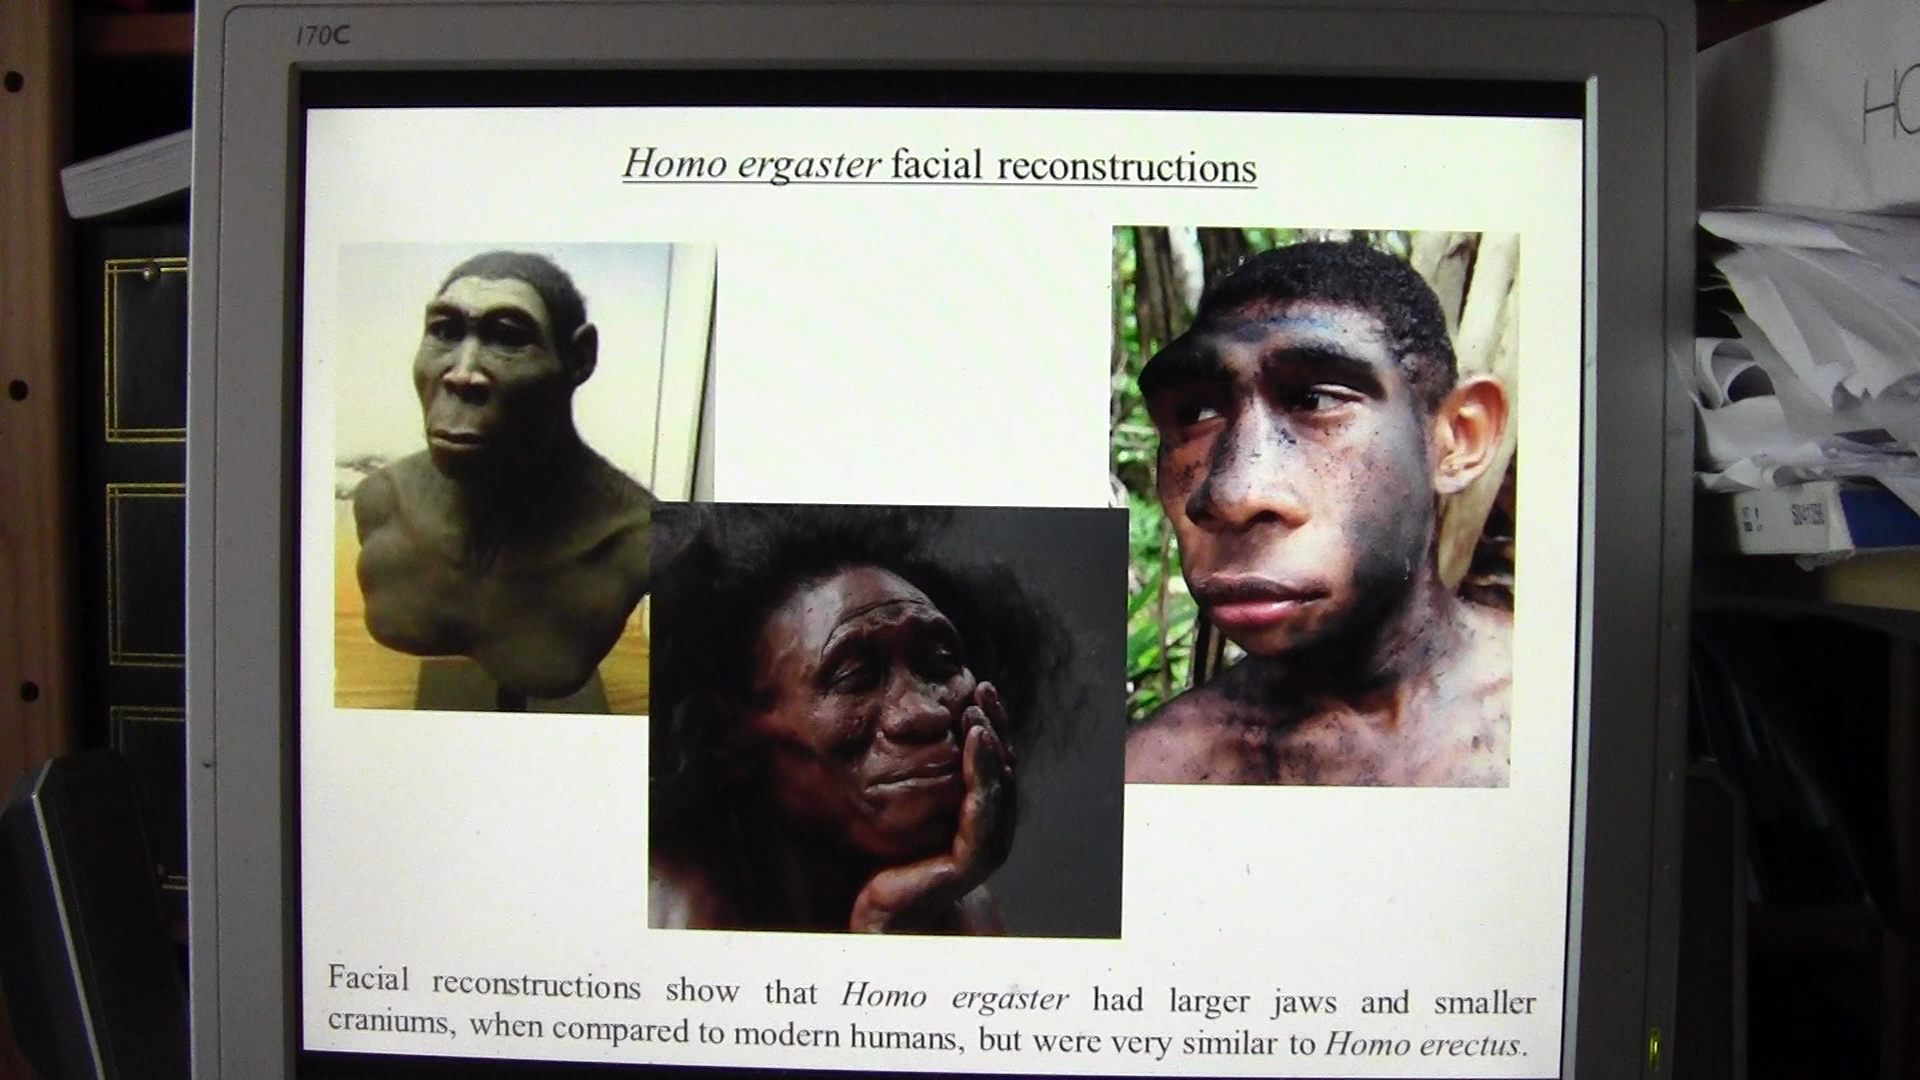 170C
HO
Homo ergaster facial reconstructions
Facial reconstructions show that Homo ergaster had larger jaws and smaller
craniums, when compared to modern humans, but were very similar to Homo erectus.